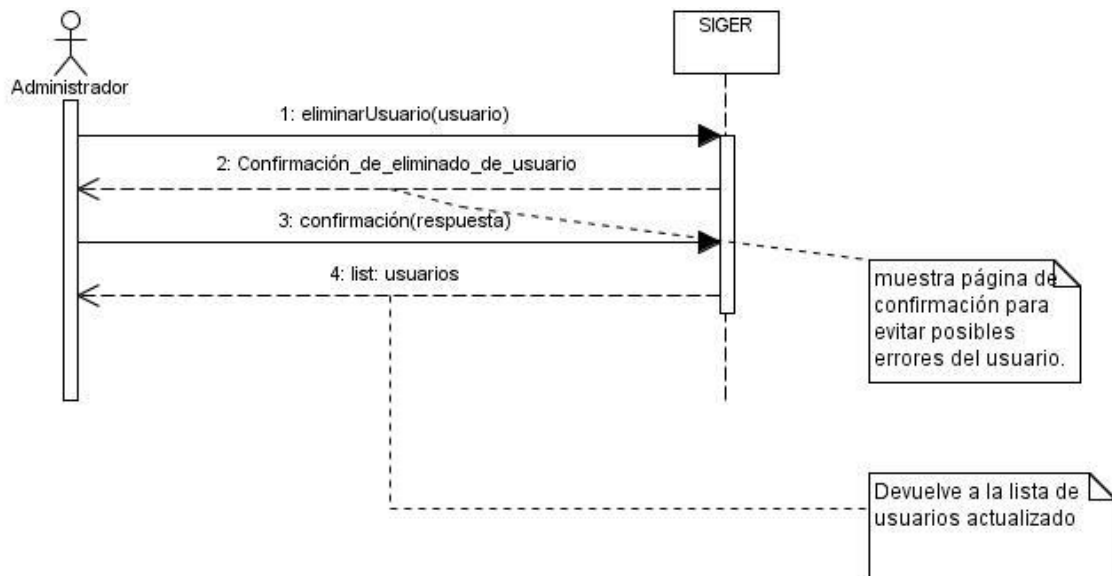 SIGER
Administrador
1: eliminarUsuario(usuario)
2: Confirmación_de_eliminado_de_usuario
3: confirmación(respuesta)
4: list: usuarios
muestra página de
confirmación para
evitar posibles
errores del usuario.
Devuelve a la lista de
usuarios actualizado